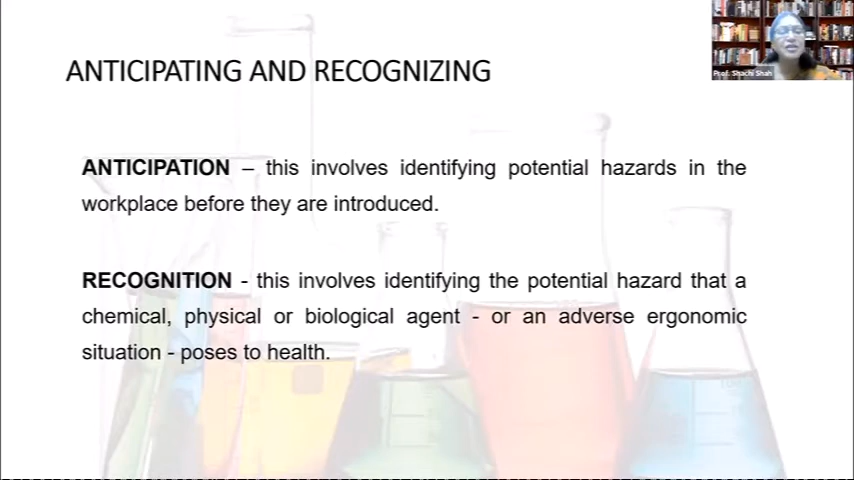 Prof. Shachi Shah
ANTICIPATING AND RECOGNIZING
ANTICIPATION – this involves identifying potential hazards in the
workplace before they are introduced.
RECOGNITION - this involves identifying the potential hazard that a
chemical, physical or biological agent - or an adverse ergonomic
situation - poses to health.